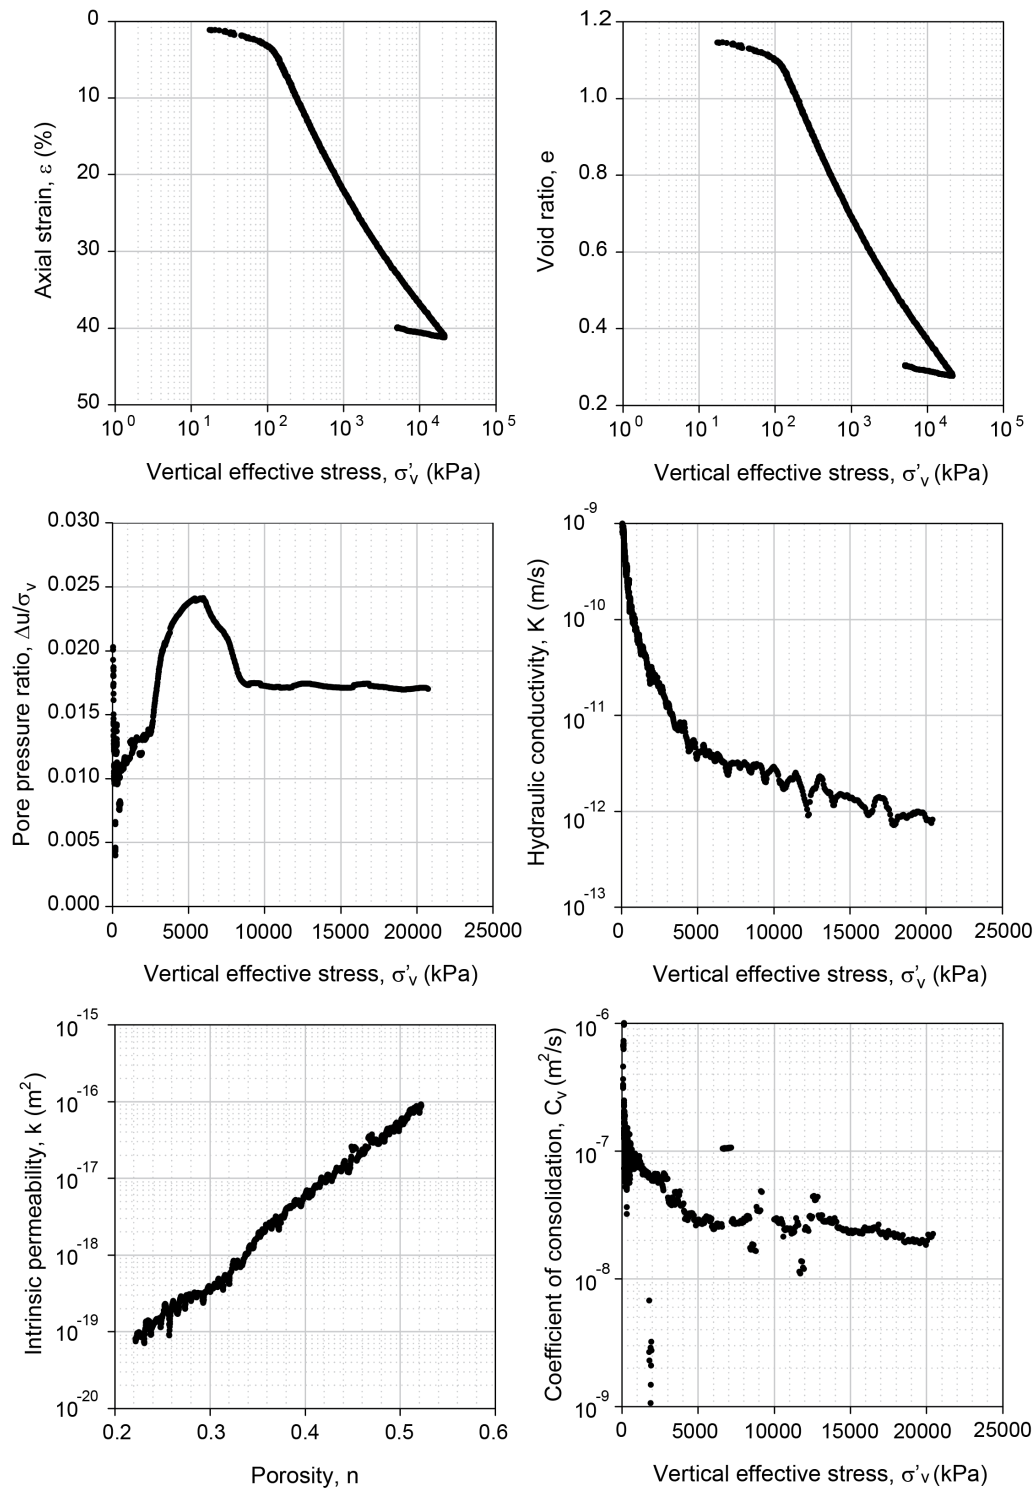 0
10
20
30
40
50
Axial strain, ε (%)
10^0 10^1 10^2 10^3 10^4 10^5
Vertical effective stress, σ'v (kPa)
1.2
1.0
0.8
0.6
0.4
0.2
Void ratio, e
10^0 10^1 10^2 10^3 10^4 10^5
Vertical effective stress, σ'v (kPa)
0.030
0.025
0.020
0.015
0.010
0.005
0.000
Pore pressure ratio, Δu/σv
0 5000 10000 15000 20000 25000
Vertical effective stress, σ'v (kPa)
10^-9
10^-10
10^-11
10^-12
10^-13
Hydraulic conductivity, K (m/s)
0 5000 10000 15000 20000 25000
Vertical effective stress, σ'v (kPa)
10^-15
10^-16
10^-17
10^-18
10^-19
10^-20
Intrinsic permeability, k (m^2)
0.2 0.3 0.4 0.5 0.6
Porosity, n
10^-6
10^-7
10^-8
10^-9
Coefficient of consolidation, Cv (m^2/s)
0 5000 10000 15000 20000 25000
Vertical effective stress, σ'v (kPa)